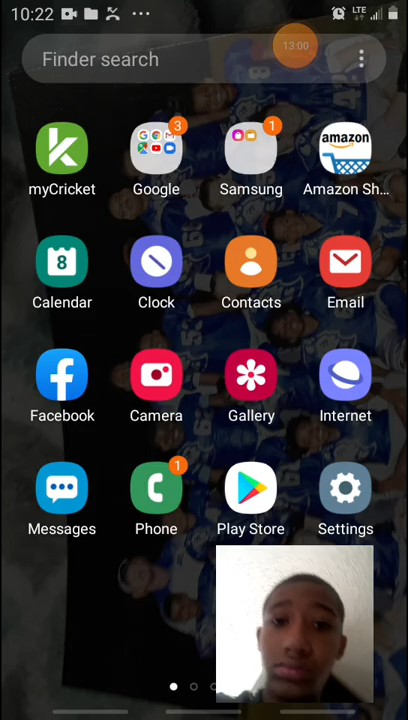 10:22 LTE
13:00
Finder search
3 1 amazon
myCricket Google Samsung Amazon Sh...
8
Calendar Clock Contacts Email
Facebook Camera Gallery Internet
1
Messages Phone Play Store Settings